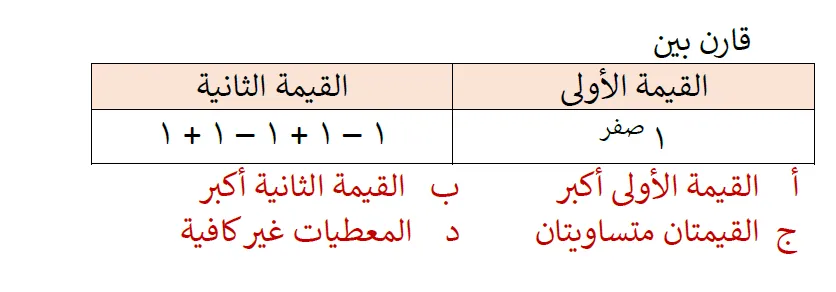 قارن بين
القيمة الأولى القيمة الثانية
١ صفر ١ – ١ + ١ – ١ + ١
أ القيمة الأولى أكبر ب القيمة الثانية أكبر
ج القيمتان متساويتان د المعطيات غير كافية